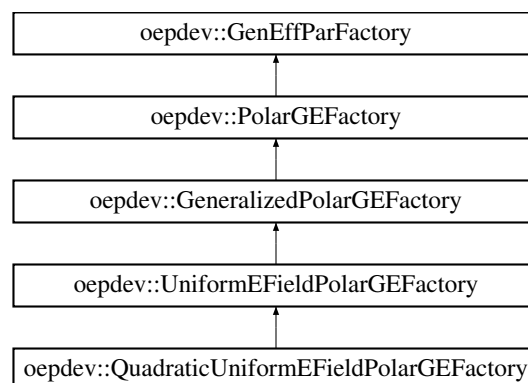 oepdev::GenEffParFactory
oepdev::PolarGEFactory
oepdev::GeneralizedPolarGEFactory
oepdev::UniformEFieldPolarGEFactory
oepdev::QuadraticUniformEFieldPolarGEFactory